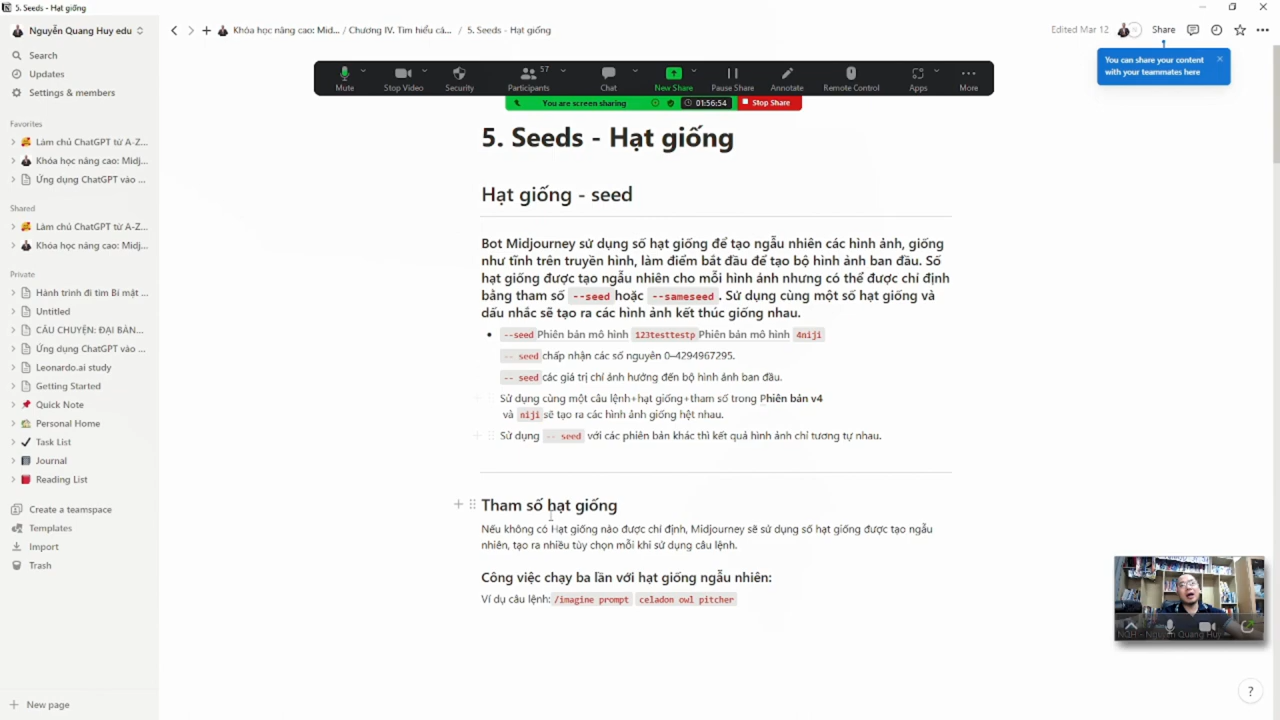 5. Seeds - Hạt giống
Nguyễn Quang Huy edu
Khóa học nâng cao: Mid... / Chương IV. Tìm hiểu cá... / 5. Seeds - Hạt giống
Edited Mar 12
Share
You can share your content
with your teammates here
Search
Updates
Settings & members
Favorites
Làm chủ ChatGPT từ A-Z...
Khóa học nâng cao: Midj...
Ứng dụng ChatGPT vào ...
Shared
Làm chủ ChatGPT từ A-Z...
Khóa học nâng cao: Midj...
Private
Hành trình đi tìm Bí mật ...
Untitled
CÂU CHUYỆN: ĐẠI BÀN...
Ứng dụng ChatGPT vào ...
Leonardo.ai study
Getting Started
Quick Note
Personal Home
Task List
Journal
Reading List
Create a teamspace
Templates
Import
Trash
New page
Mute
Stop Video
Security
57
Participants
Chat
New Share
Pause Share
Annotate
Remote Control
Apps
More
You are screen sharing
01:56:54
Stop Share
5. Seeds - Hạt giống
Hạt giống - seed
Bot Midjourney sử dụng số hạt giống để tạo ngẫu nhiên các hình ảnh, giống
như tĩnh trên truyền hình, làm điểm bắt đầu để tạo bộ hình ảnh ban đầu. Số
hạt giống được tạo ngẫu nhiên cho mỗi hình ảnh nhưng có thể được chỉ định
bằng tham số --seed hoặc --sameseed. Sử dụng cùng một số hạt giống và
dấu nhắc sẽ tạo ra các hình ảnh kết thúc giống nhau.
--seed Phiên bản mô hình 123testtestp Phiên bản mô hình 4niji
-- seed chấp nhận các số nguyên 0–4294967295.
-- seed các giá trị chỉ ảnh hưởng đến bộ hình ảnh ban đầu.
Sử dụng cùng một câu lệnh+hạt giống+tham số trong Phiên bản v4
và niji sẽ tạo ra các hình ảnh giống hệt nhau.
Sử dụng -- seed với các phiên bản khác thì kết quả hình ảnh chỉ tương tự nhau.
Tham số hạt giống
Nếu không có Hạt giống nào được chỉ định, Midjourney sẽ sử dụng số hạt giống được tạo ngẫu
nhiên, tạo ra nhiều tùy chọn mỗi khi sử dụng câu lệnh.
Công việc chạy ba lần với hạt giống ngẫu nhiên:
Ví dụ câu lệnh: /imagine prompt celadon owl pitcher
NQH - Nguyễn Quang Huy
?